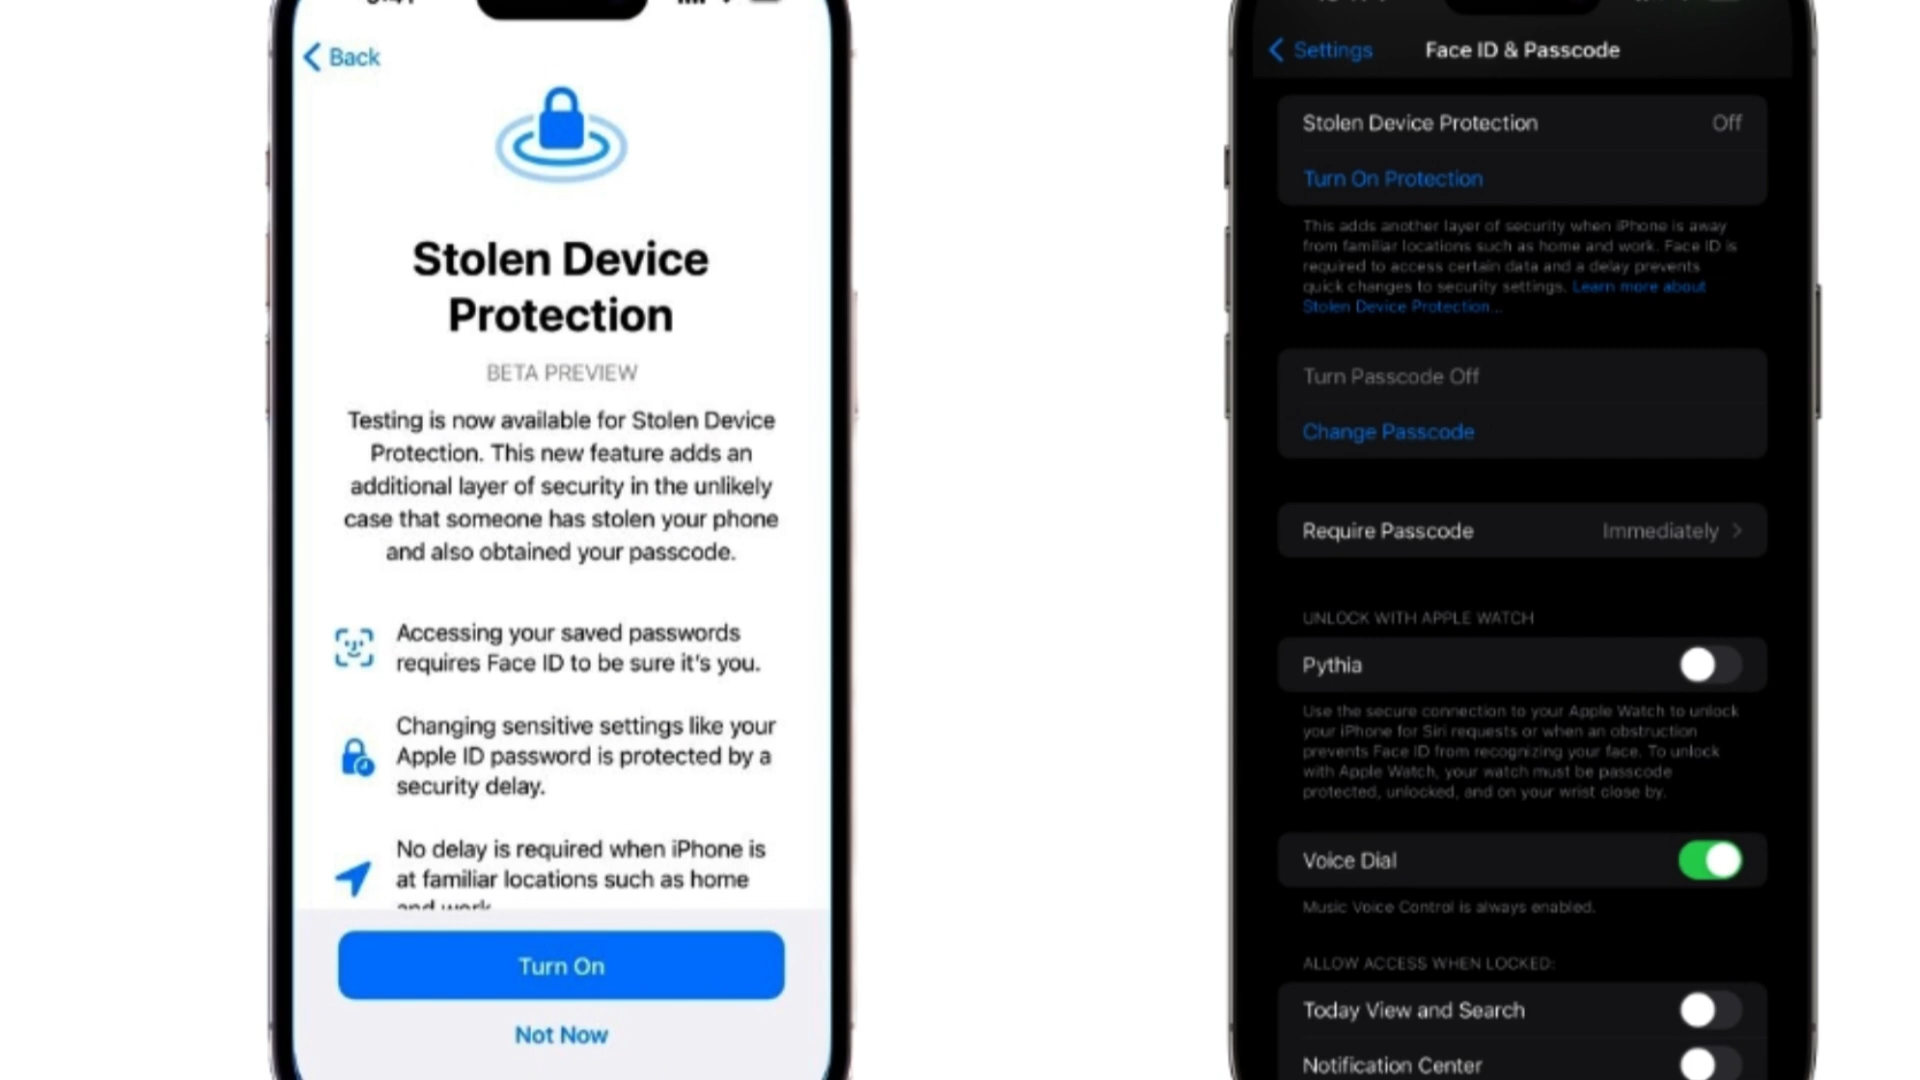 Back
Stolen Device
Protection
BETA PREVIEW
Testing is now available for Stolen Device
Protection. This new feature adds an
additional layer of security in the unlikely
case that someone has stolen your phone
and also obtained your passcode.
Accessing your saved passwords
requires Face ID to be sure it's you.
Changing sensitive settings like your
Apple ID password is protected by a
security delay.
No delay is required when iPhone is
at familiar locations such as home
and work
Turn On
Not Now
Settings
Face ID & Passcode
Stolen Device Protection Off
Turn On Protection
This adds another layer of security when iPhone is away
from familiar locations such as home and work. Face ID is
required to access certain data and a delay prevents
quick changes to security settings. Learn more about
Stolen Device Protection...
Turn Passcode Off
Change Passcode
Require Passcode Immediately
UNLOCK WITH APPLE WATCH
Pythia
Use the secure connection to your Apple Watch to unlock
your iPhone for Siri requests or when an obstruction
prevents Face ID from recognizing your face. To unlock
with Apple Watch, your watch must be passcode
protected, unlocked, and on your wrist close by.
Voice Dial
Music Voice Control is always enabled.
ALLOW ACCESS WHEN LOCKED:
Today View and Search
Notification Center